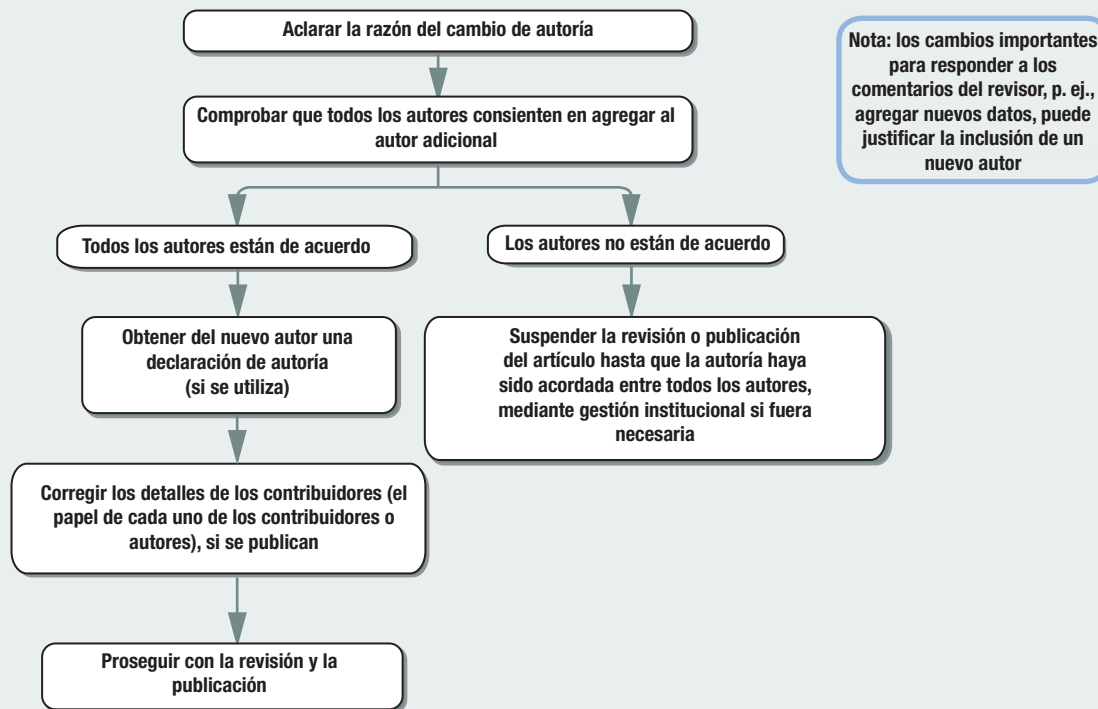 Aclarar la razón del cambio de autoría
Nota: los cambios importantes
para responder a los
comentarios del revisor, p. ej.,
agregar nuevos datos, puede
justificar la inclusión de un
nuevo autor
Comprobar que todos los autores consienten en agregar al
autor adicional
Todos los autores están de acuerdo
Los autores no están de acuerdo
Obtener del nuevo autor una
declaración de autoría
(si se utiliza)
Suspender la revisión o publicación
del artículo hasta que la autoría haya
sido acordada entre todos los autores,
mediante gestión institucional si fuera
necesaria
Corregir los detalles de los contribuidores (el
papel de cada uno de los contribuidores o
autores), si se publican
Proseguir con la revisión y la
publicación